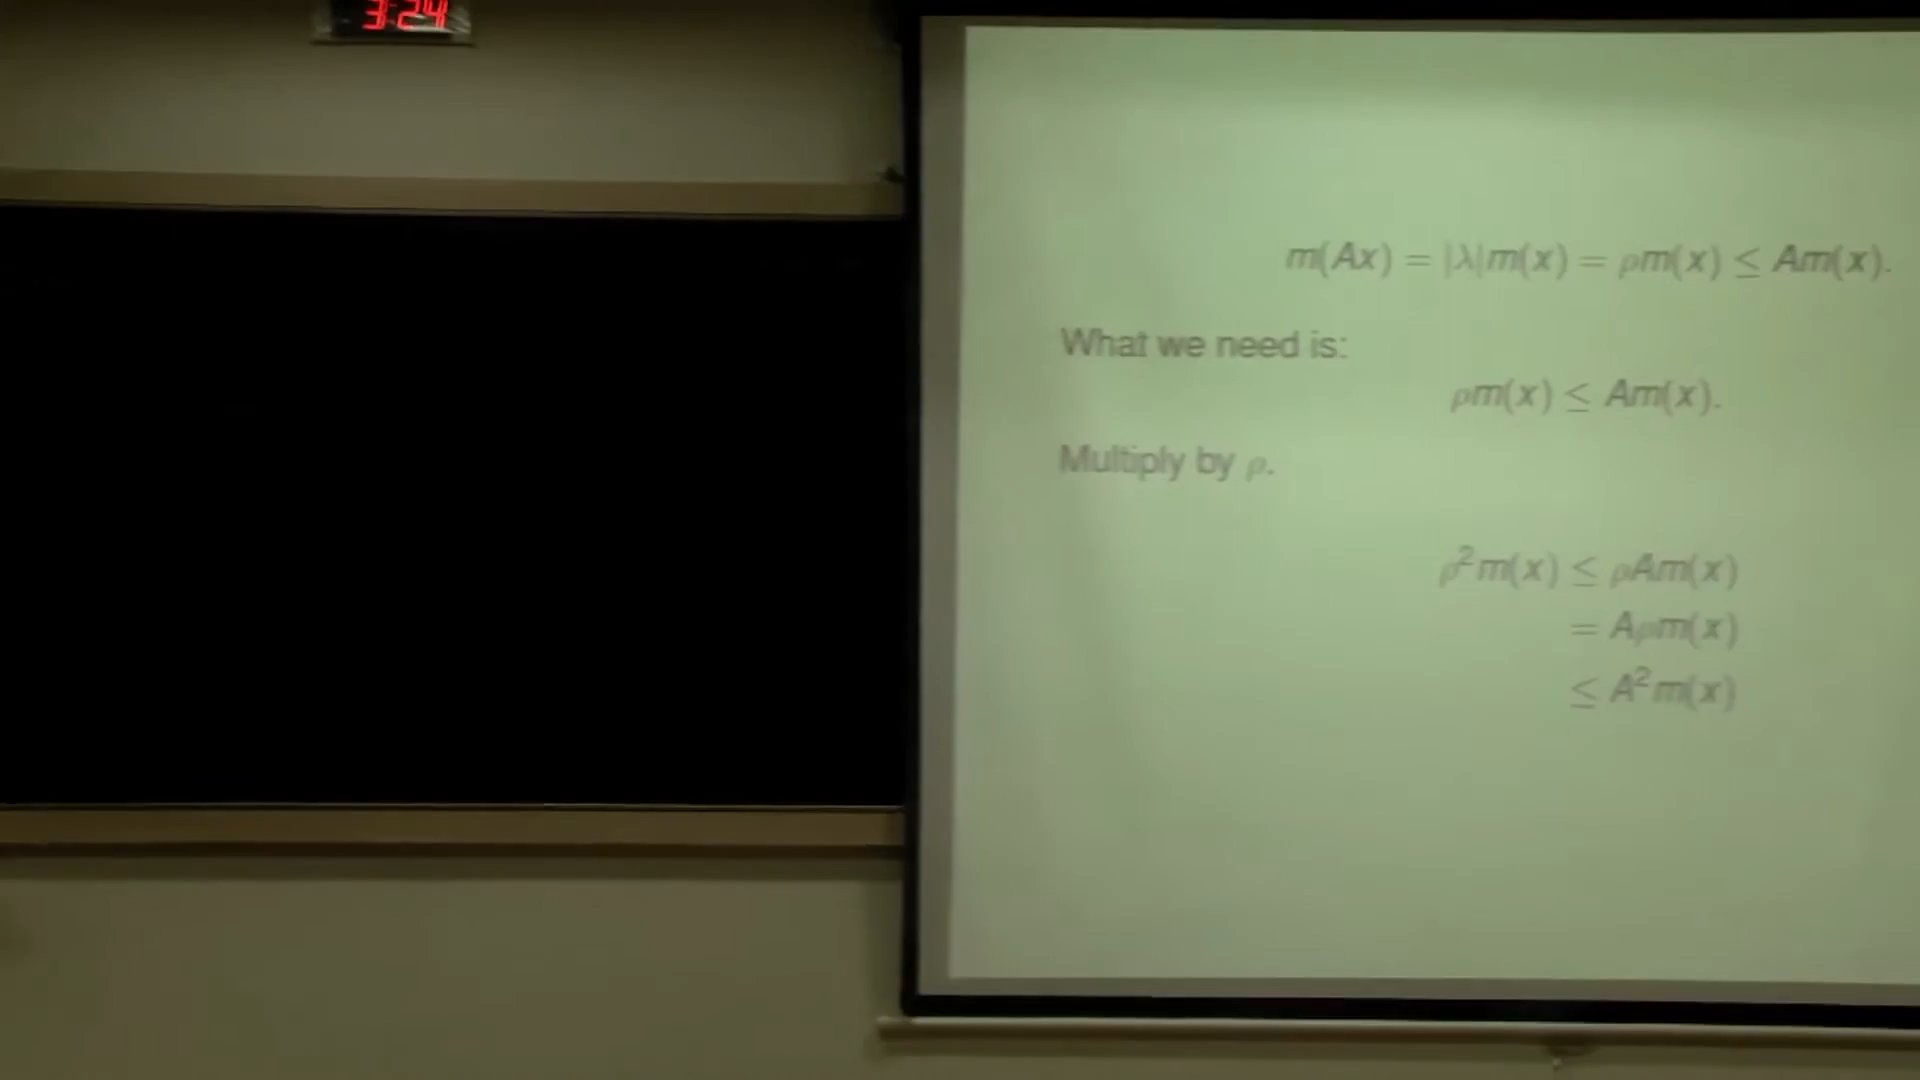 3:24
m(Ax) = |λ|m(x) = ρm(x) ≤ Am(x).
What we need is:
ρm(x) ≤ Am(x).
Multiply by ρ.
ρ²m(x) ≤ ρAm(x)
= Aρm(x)
≤ A²m(x)